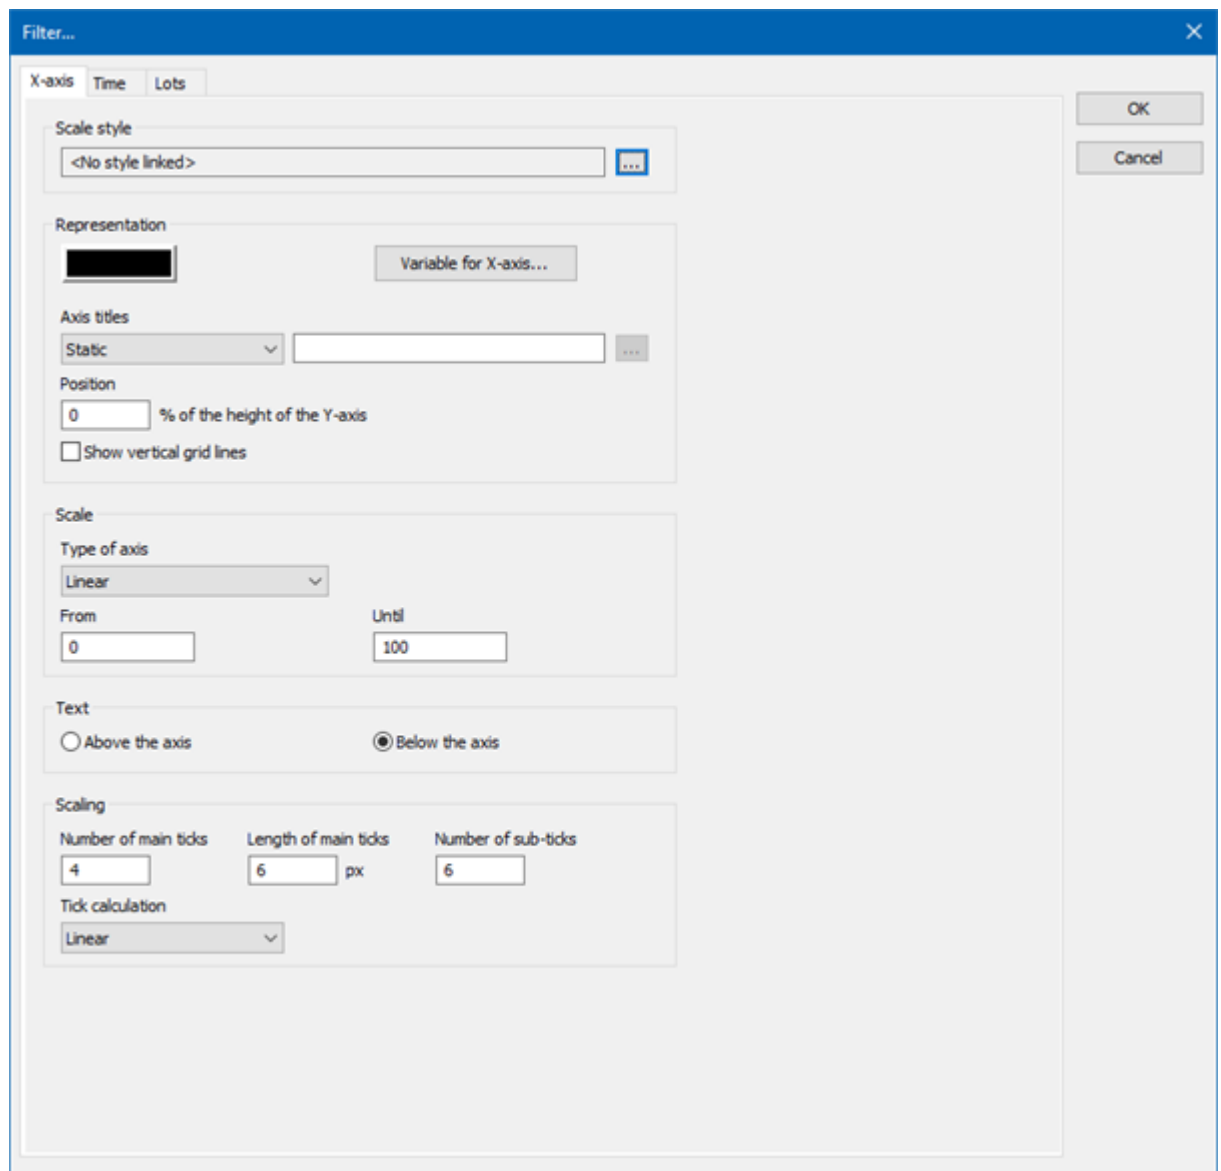 Filter...
X-axis Time Lots
OK
Scale style
<No style linked> ...
Cancel
Representation
Variable for X-axis...
Axis titles
Static ...
Position
0 % of the height of the Y-axis
Show vertical grid lines
Scale
Type of axis
Linear
From Until
0 100
Text
Above the axis Below the axis
Scaling
Number of main ticks Length of main ticks Number of sub-ticks
4 6 px 6
Tick calculation
Linear